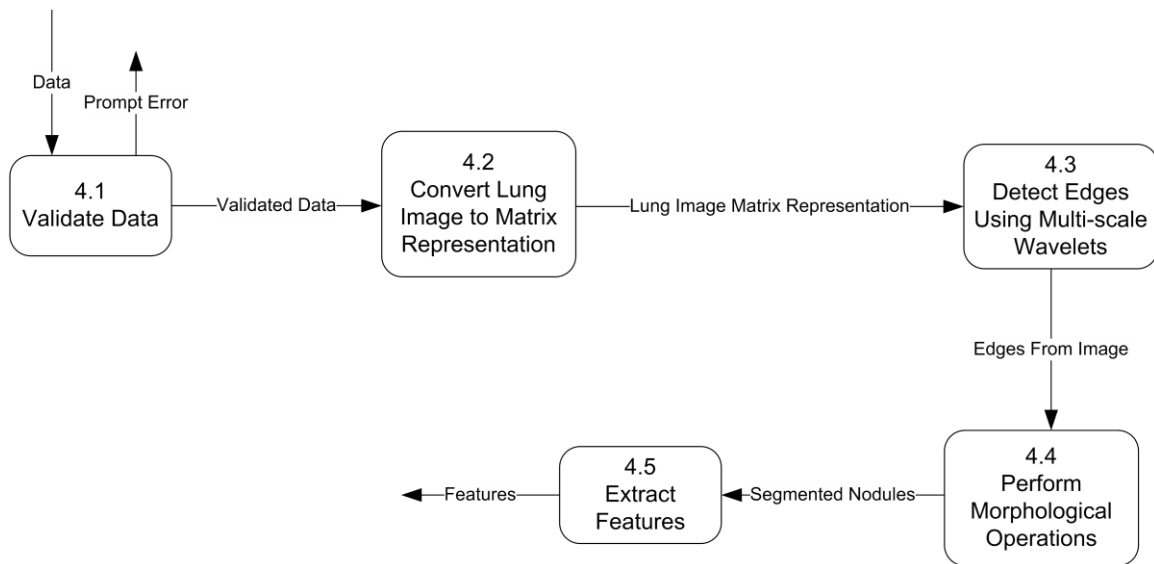 Data
Prompt Error
4.1
Validate Data
Validated Data
4.2
Convert Lung
Image to Matrix
Representation
Lung Image Matrix Representation
4.3
Detect Edges
Using Multi-scale
Wavelets
Edges From Image
4.4
Perform
Morphological
Operations
Segmented Nodules
4.5
Extract
Features
Features